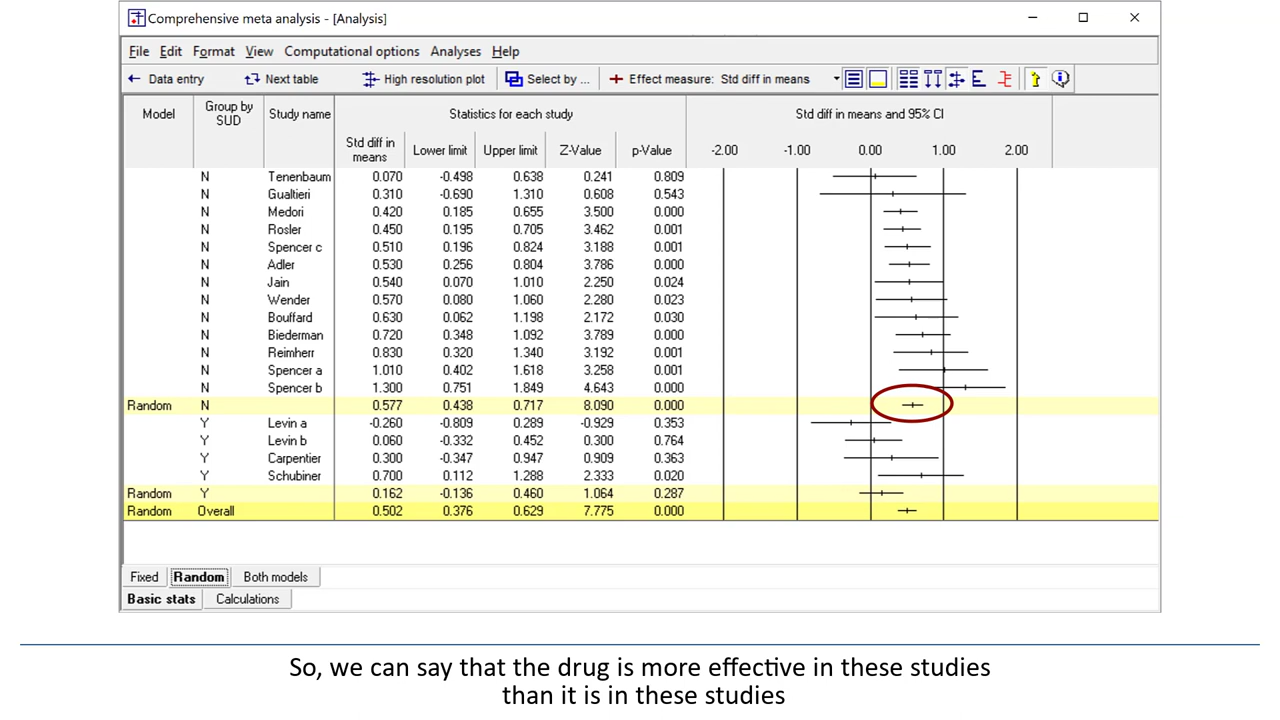 Comprehensive meta analysis - [Analysis]
File Edit Format View Computational options Analyses Help
Data entry Next table High resolution plot Select by ... Effect measure: Std diff in means
Model Group by SUD Study name Statistics for each study Std diff in means and 95% CI
Std diff in means Lower limit Upper limit Z-Value p-Value -2.00 -1.00 0.00 1.00 2.00
N Tenenbaum 0.070 -0.498 0.638 0.241 0.809
N Gualtieri 0.310 -0.690 1.310 0.608 0.543
N Medori 0.420 0.185 0.655 3.500 0.000
N Rosler 0.450 0.195 0.705 3.462 0.001
N Spencer c 0.510 0.196 0.824 3.188 0.001
N Adler 0.530 0.256 0.804 3.786 0.000
N Jain 0.540 0.070 1.010 2.250 0.024
N Wender 0.570 0.080 1.060 2.280 0.023
N Bouffard 0.630 0.062 1.198 2.172 0.030
N Biederman 0.720 0.348 1.092 3.789 0.000
N Reimherr 0.830 0.320 1.340 3.192 0.001
N Spencer a 1.010 0.402 1.618 3.258 0.001
N Spencer b 1.300 0.751 1.849 4.643 0.000
Random N 0.577 0.438 0.717 8.090 0.000
Y Levin a -0.260 -0.809 0.289 -0.929 0.353
Y Levin b 0.060 -0.332 0.452 0.300 0.764
Y Carpentier 0.300 -0.347 0.947 0.909 0.363
Y Schubiner 0.700 0.112 1.288 2.333 0.020
Random Y 0.162 -0.136 0.460 1.064 0.287
Random Overall 0.502 0.376 0.629 7.775 0.000
Fixed Random Both models
Basic stats Calculations
So, we can say that the drug is more effective in these studies
than it is in these studies